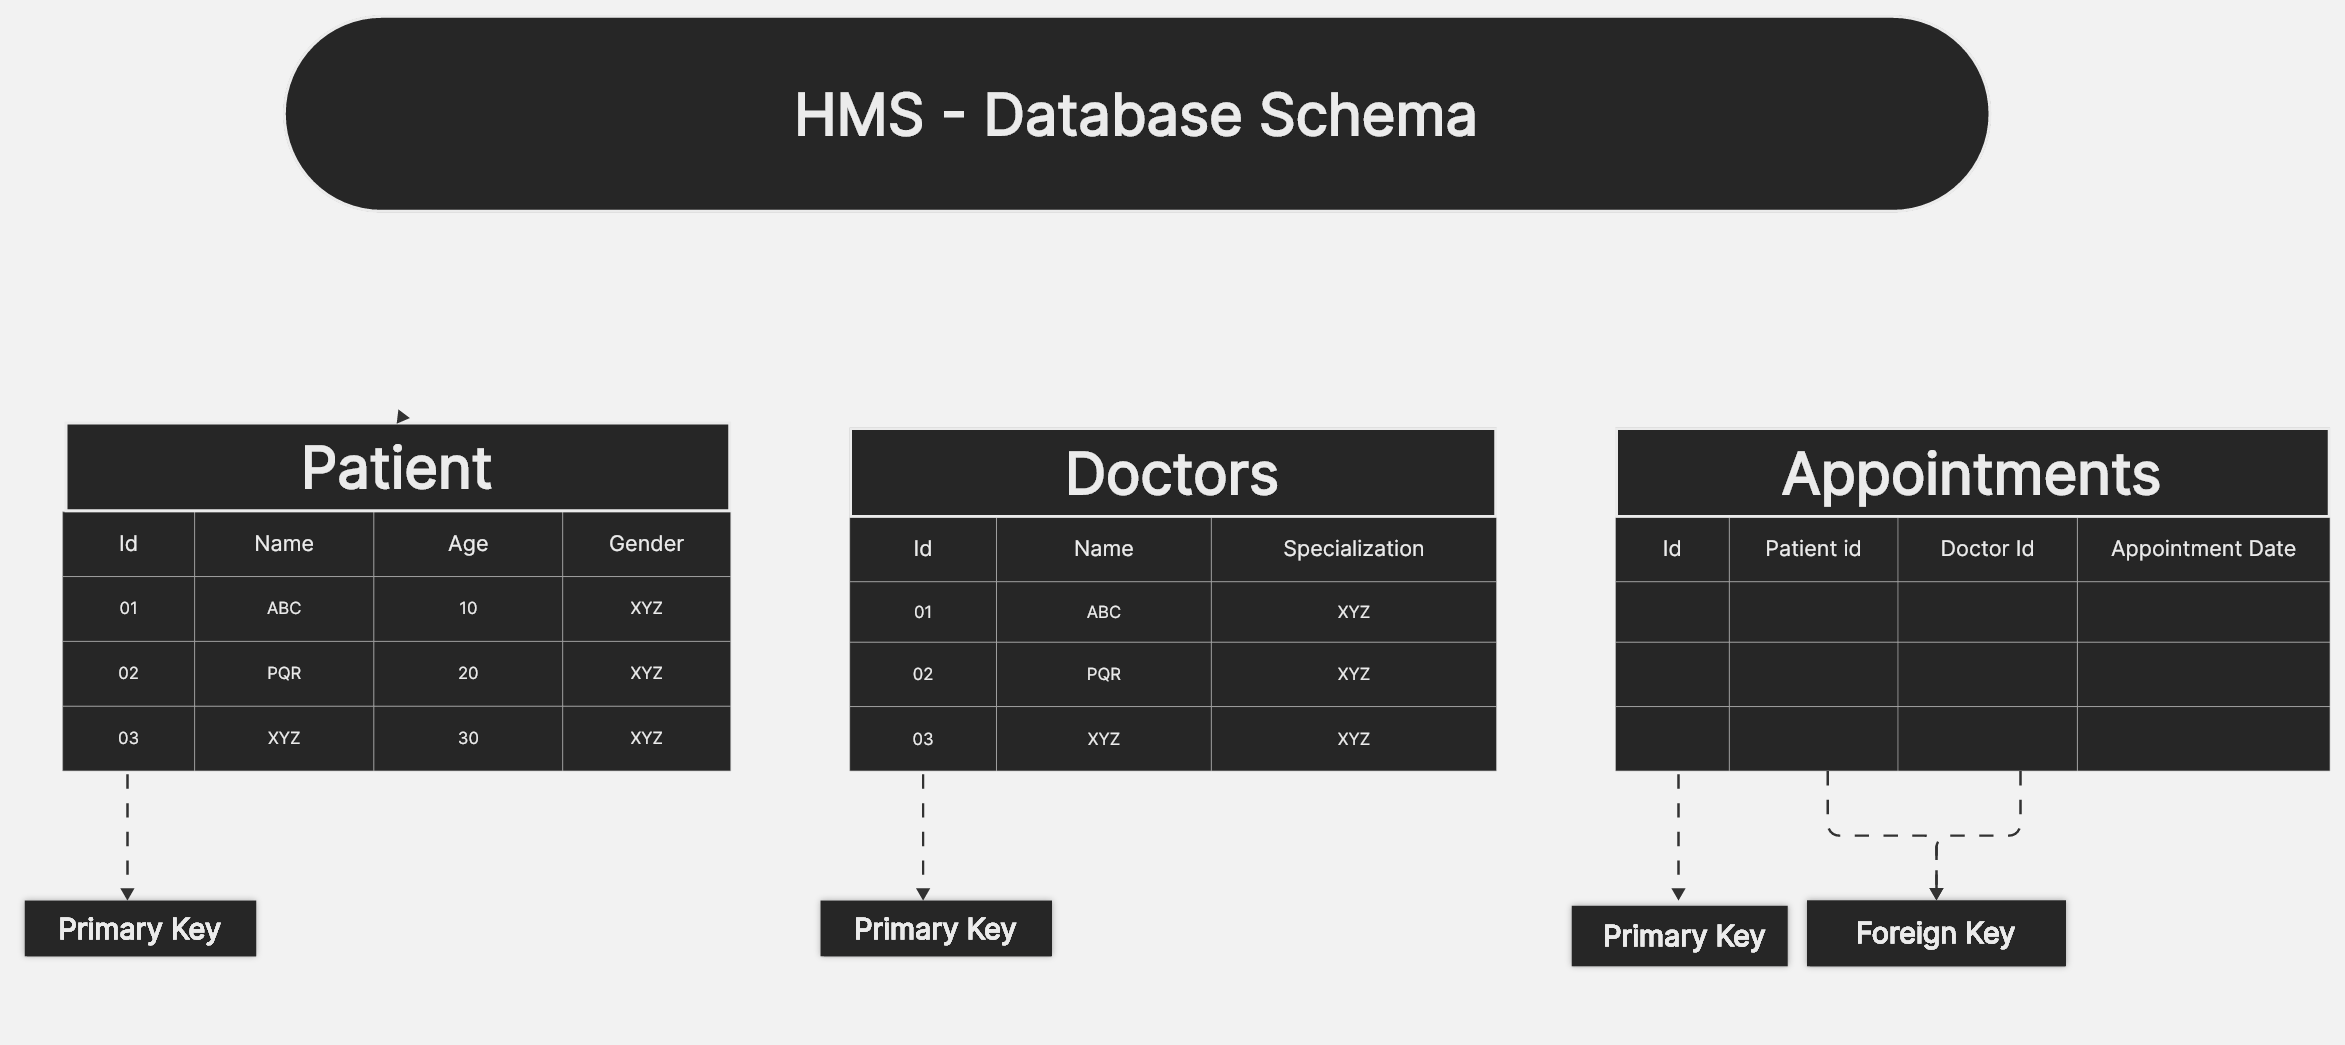 HMS - Database Schema
Patient
Id Name Age Gender
01 ABC 10 XYZ
02 PQR 20 XYZ
03 XYZ 30 XYZ
Primary Key
Doctors
Id Name Specialization
01 ABC XYZ
02 PQR XYZ
03 XYZ XYZ
Primary Key
Appointments
Id Patient id Doctor Id Appointment Date
Primary Key
Foreign Key